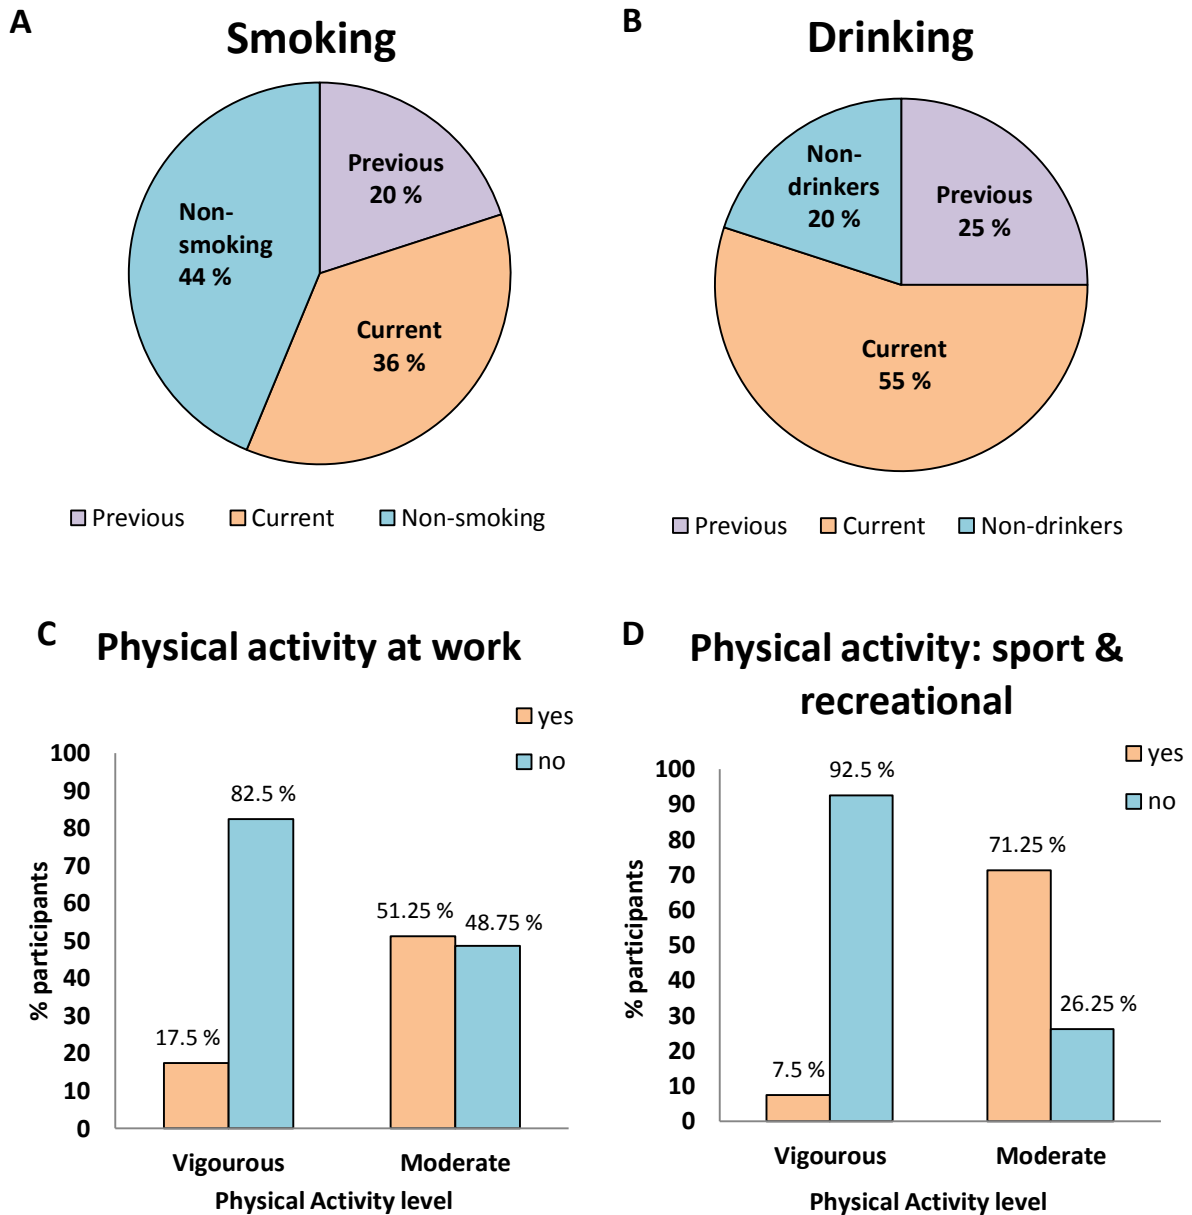 A
Smoking
Previous
20 %
Non-
smoking
44 %
Current
36 %
Previous
Current
Non-smoking
B
Drinking
Non-
drinkers
20 %
Previous
25 %
Current
55 %
Previous
Current
Non-drinkers
C
Physical activity at work
yes
no
100
90
80
70
60
50
40
30
20
10
0
% participants
82.5 %
51.25 %
48.75 %
17.5 %
Vigourous
Moderate
Physical Activity level
D
Physical activity: sport &
recreational
yes
no
100
90
80
70
60
50
40
30
20
10
0
% participants
92.5 %
71.25 %
26.25 %
7.5 %
Vigourous
Moderate
Physical Activity level